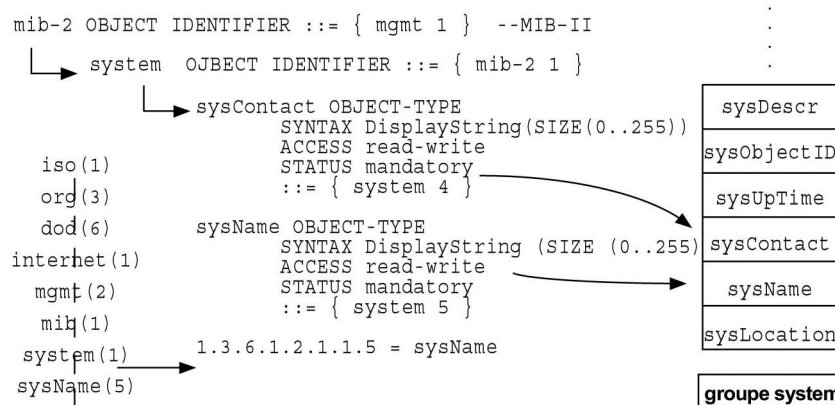 mib-2 OBJECT IDENTIFIER ::= { mgmt 1 } --MIB-II
system OJBECT IDENTIFIER ::= { mib-2 1 }
sysContact OBJECT-TYPE
SYNTAX DisplayString(SIZE(0..255))
ACCESS read-write
STATUS mandatory
::= { system 4 }
sysName OBJECT-TYPE
SYNTAX DisplayString (SIZE (0..255)
ACCESS read-write
STATUS mandatory
::= { system 5 }
1.3.6.1.2.1.1.5 = sysName
iso(1)
org(3)
dod(6)
internet(1)
mgmt(2)
mib(1)
system(1)
sysName(5)
sysDescr
sysObjectID
sysUpTime
sysContact
sysName
sysLocation
groupe system